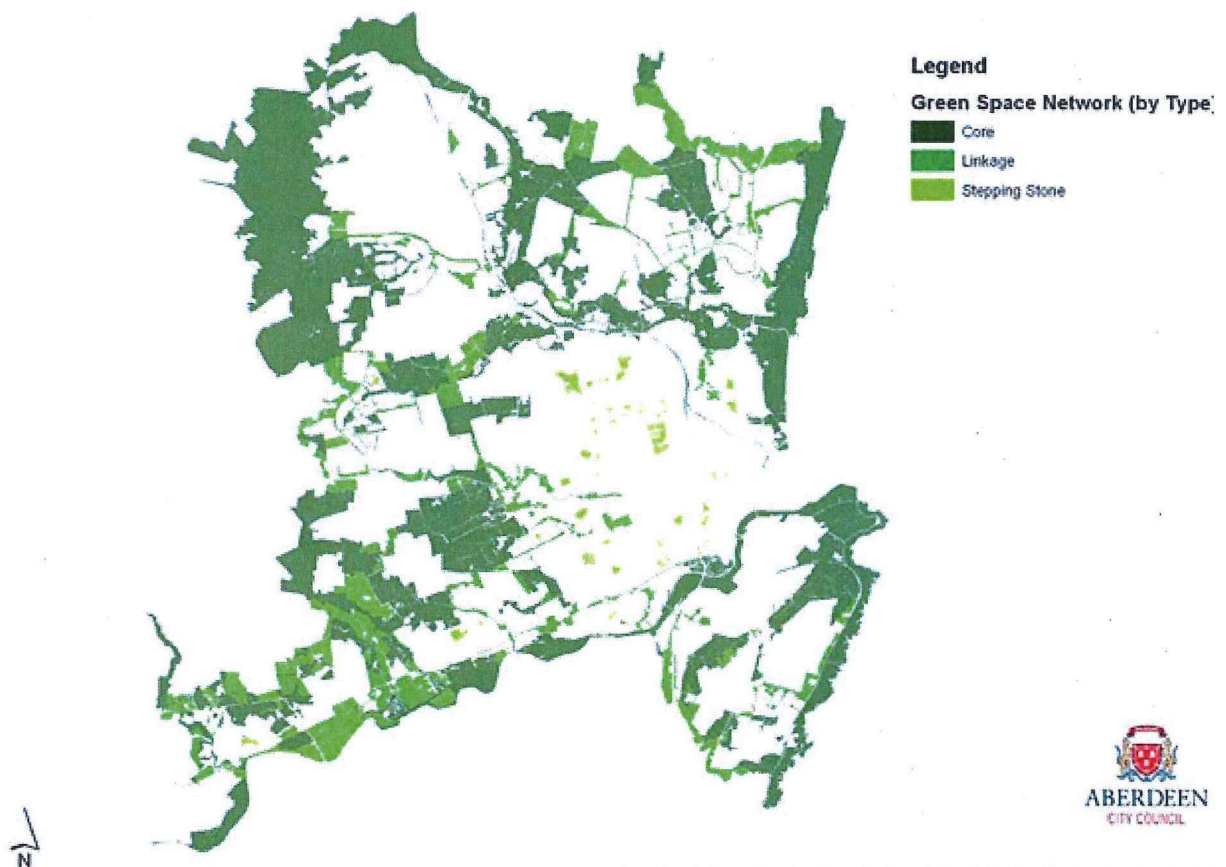 Legend
Green Space Network (by Type)
Core
Linkage
Stepping Stone
ABERDEEN
CITY COUNCIL
N